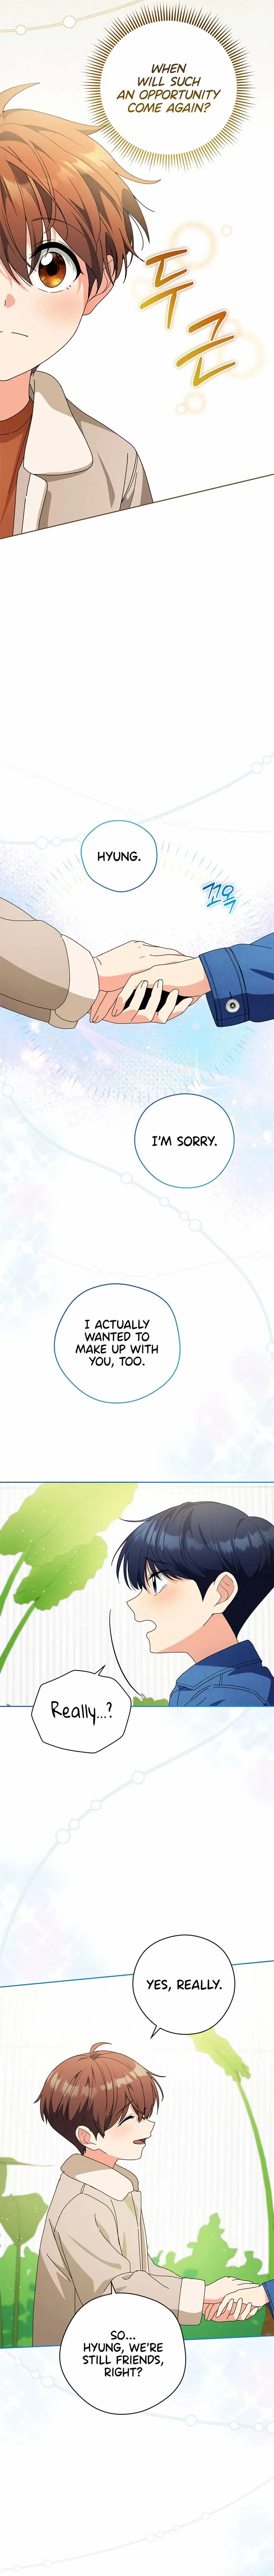 WHEN
WILL SUCH
AN OPPORTUNITY
COME AGAIN?
두
근
HYUNG.
꼬옥
I'M SORRY.
I ACTUALLY
WANTED TO
MAKE UP WITH
YOU, TOO.
Really...?
YES, REALLY.
SO...
HYUNG, WE'RE
STILL FRIENDS,
RIGHT?